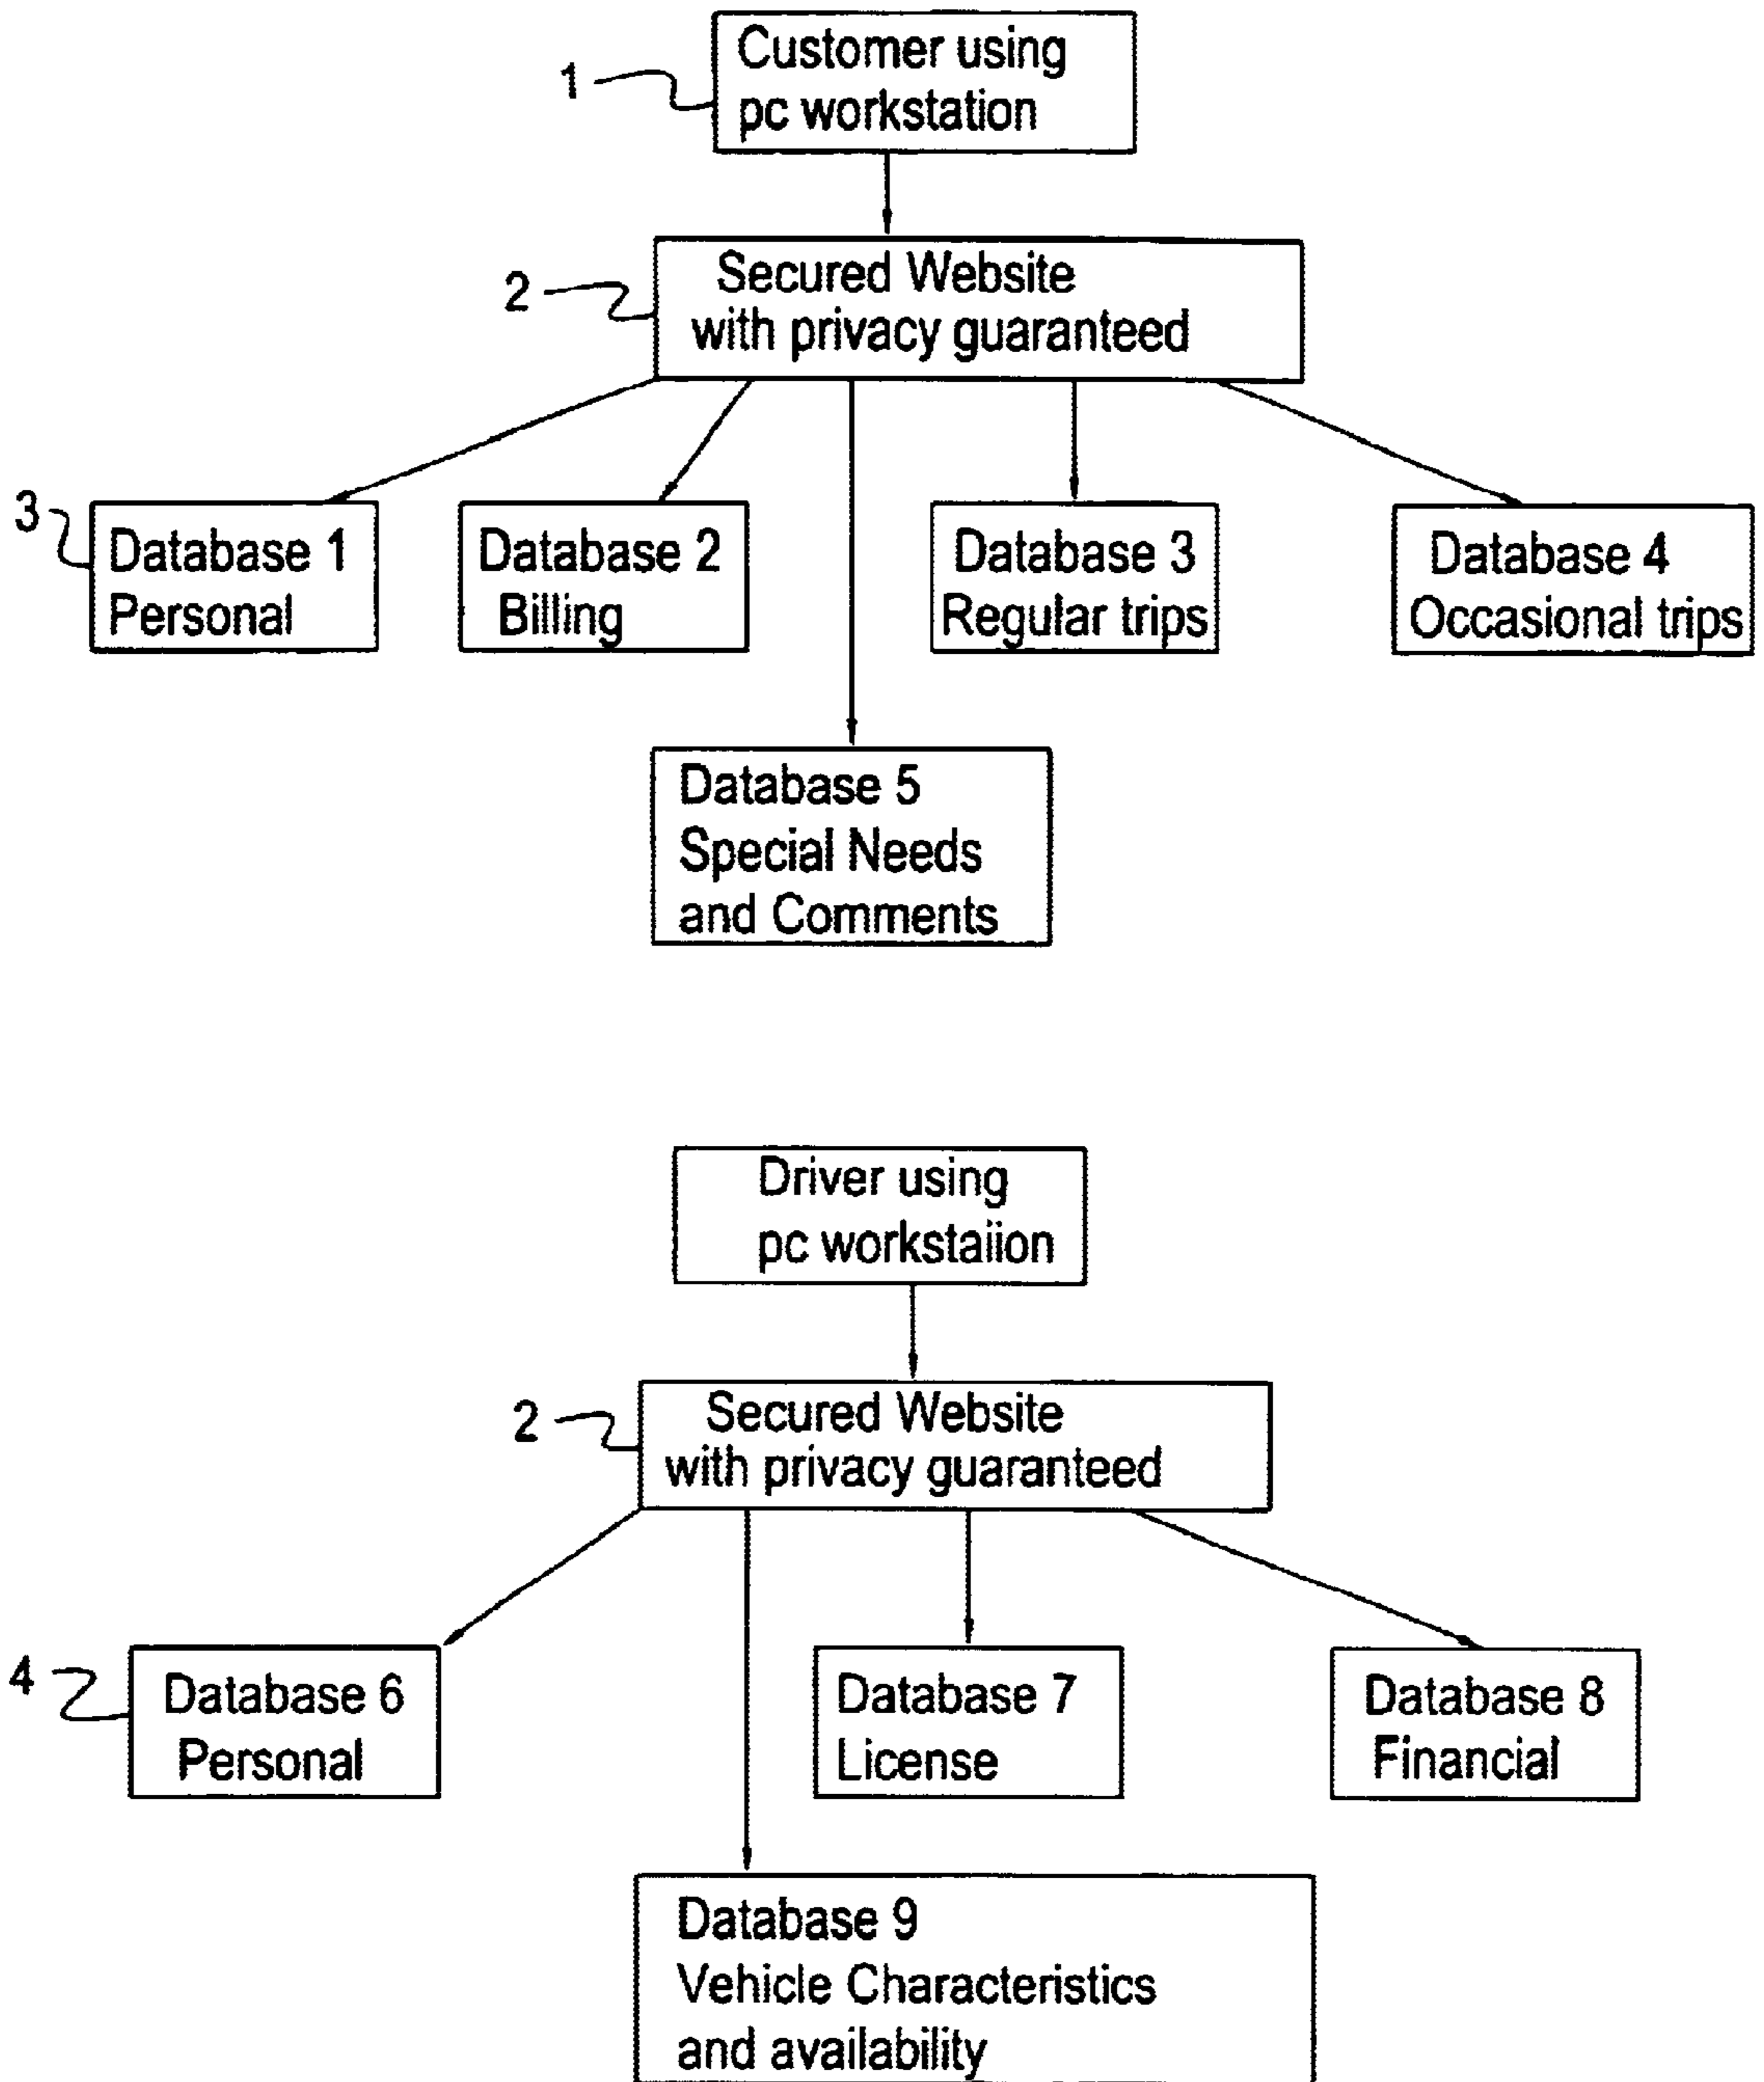 Customer using
1
pc workstation
2
Secured Website
with privacy guaranteed
3
Database 1
Personal
Database 2
Billing
Database 3
Regular trips
Database 4
Occasional trips
Database 5
Special Needs
and Comments
Driver using
pc workstaiion
2
Secured Website
with privacy guaranteed
4
Database 6
Personal
Database 7
License
Database 8
Financial
Database 9
Vehicle Characteristics
and availability